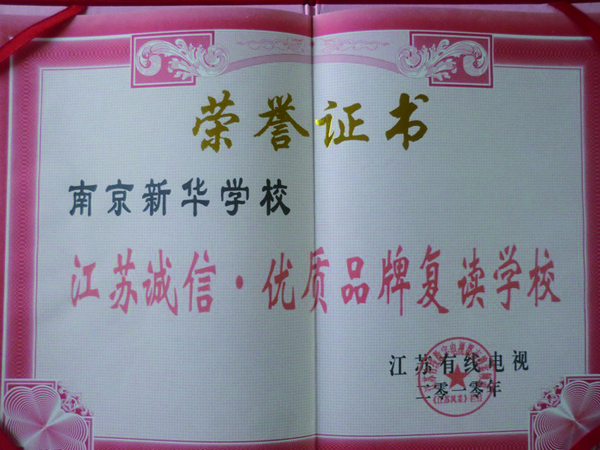 荣誉证书
南京新华学校
江苏诚信·优质品牌复读学校
江苏有线电视
二零一零年